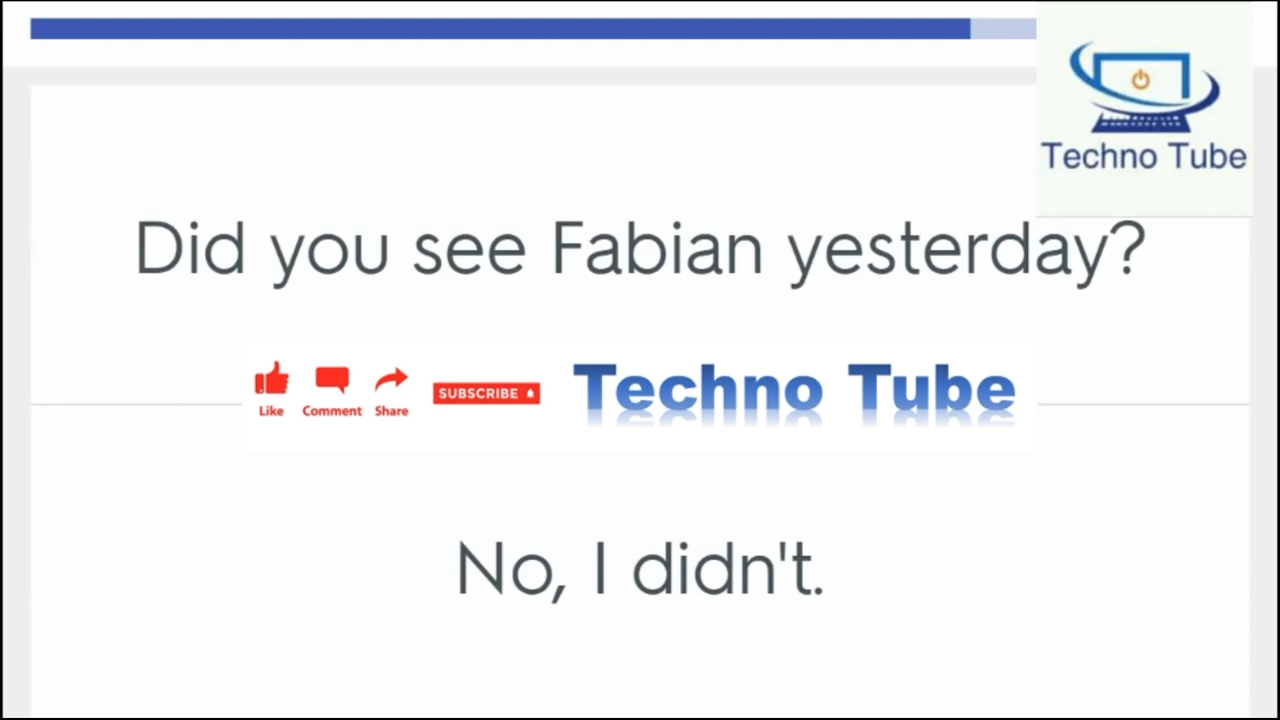 Techno Tube
Did you see Fabian yesterday?
Like
Comment
Share
SUBSCRIBE
Techno Tube
No, I didn't.